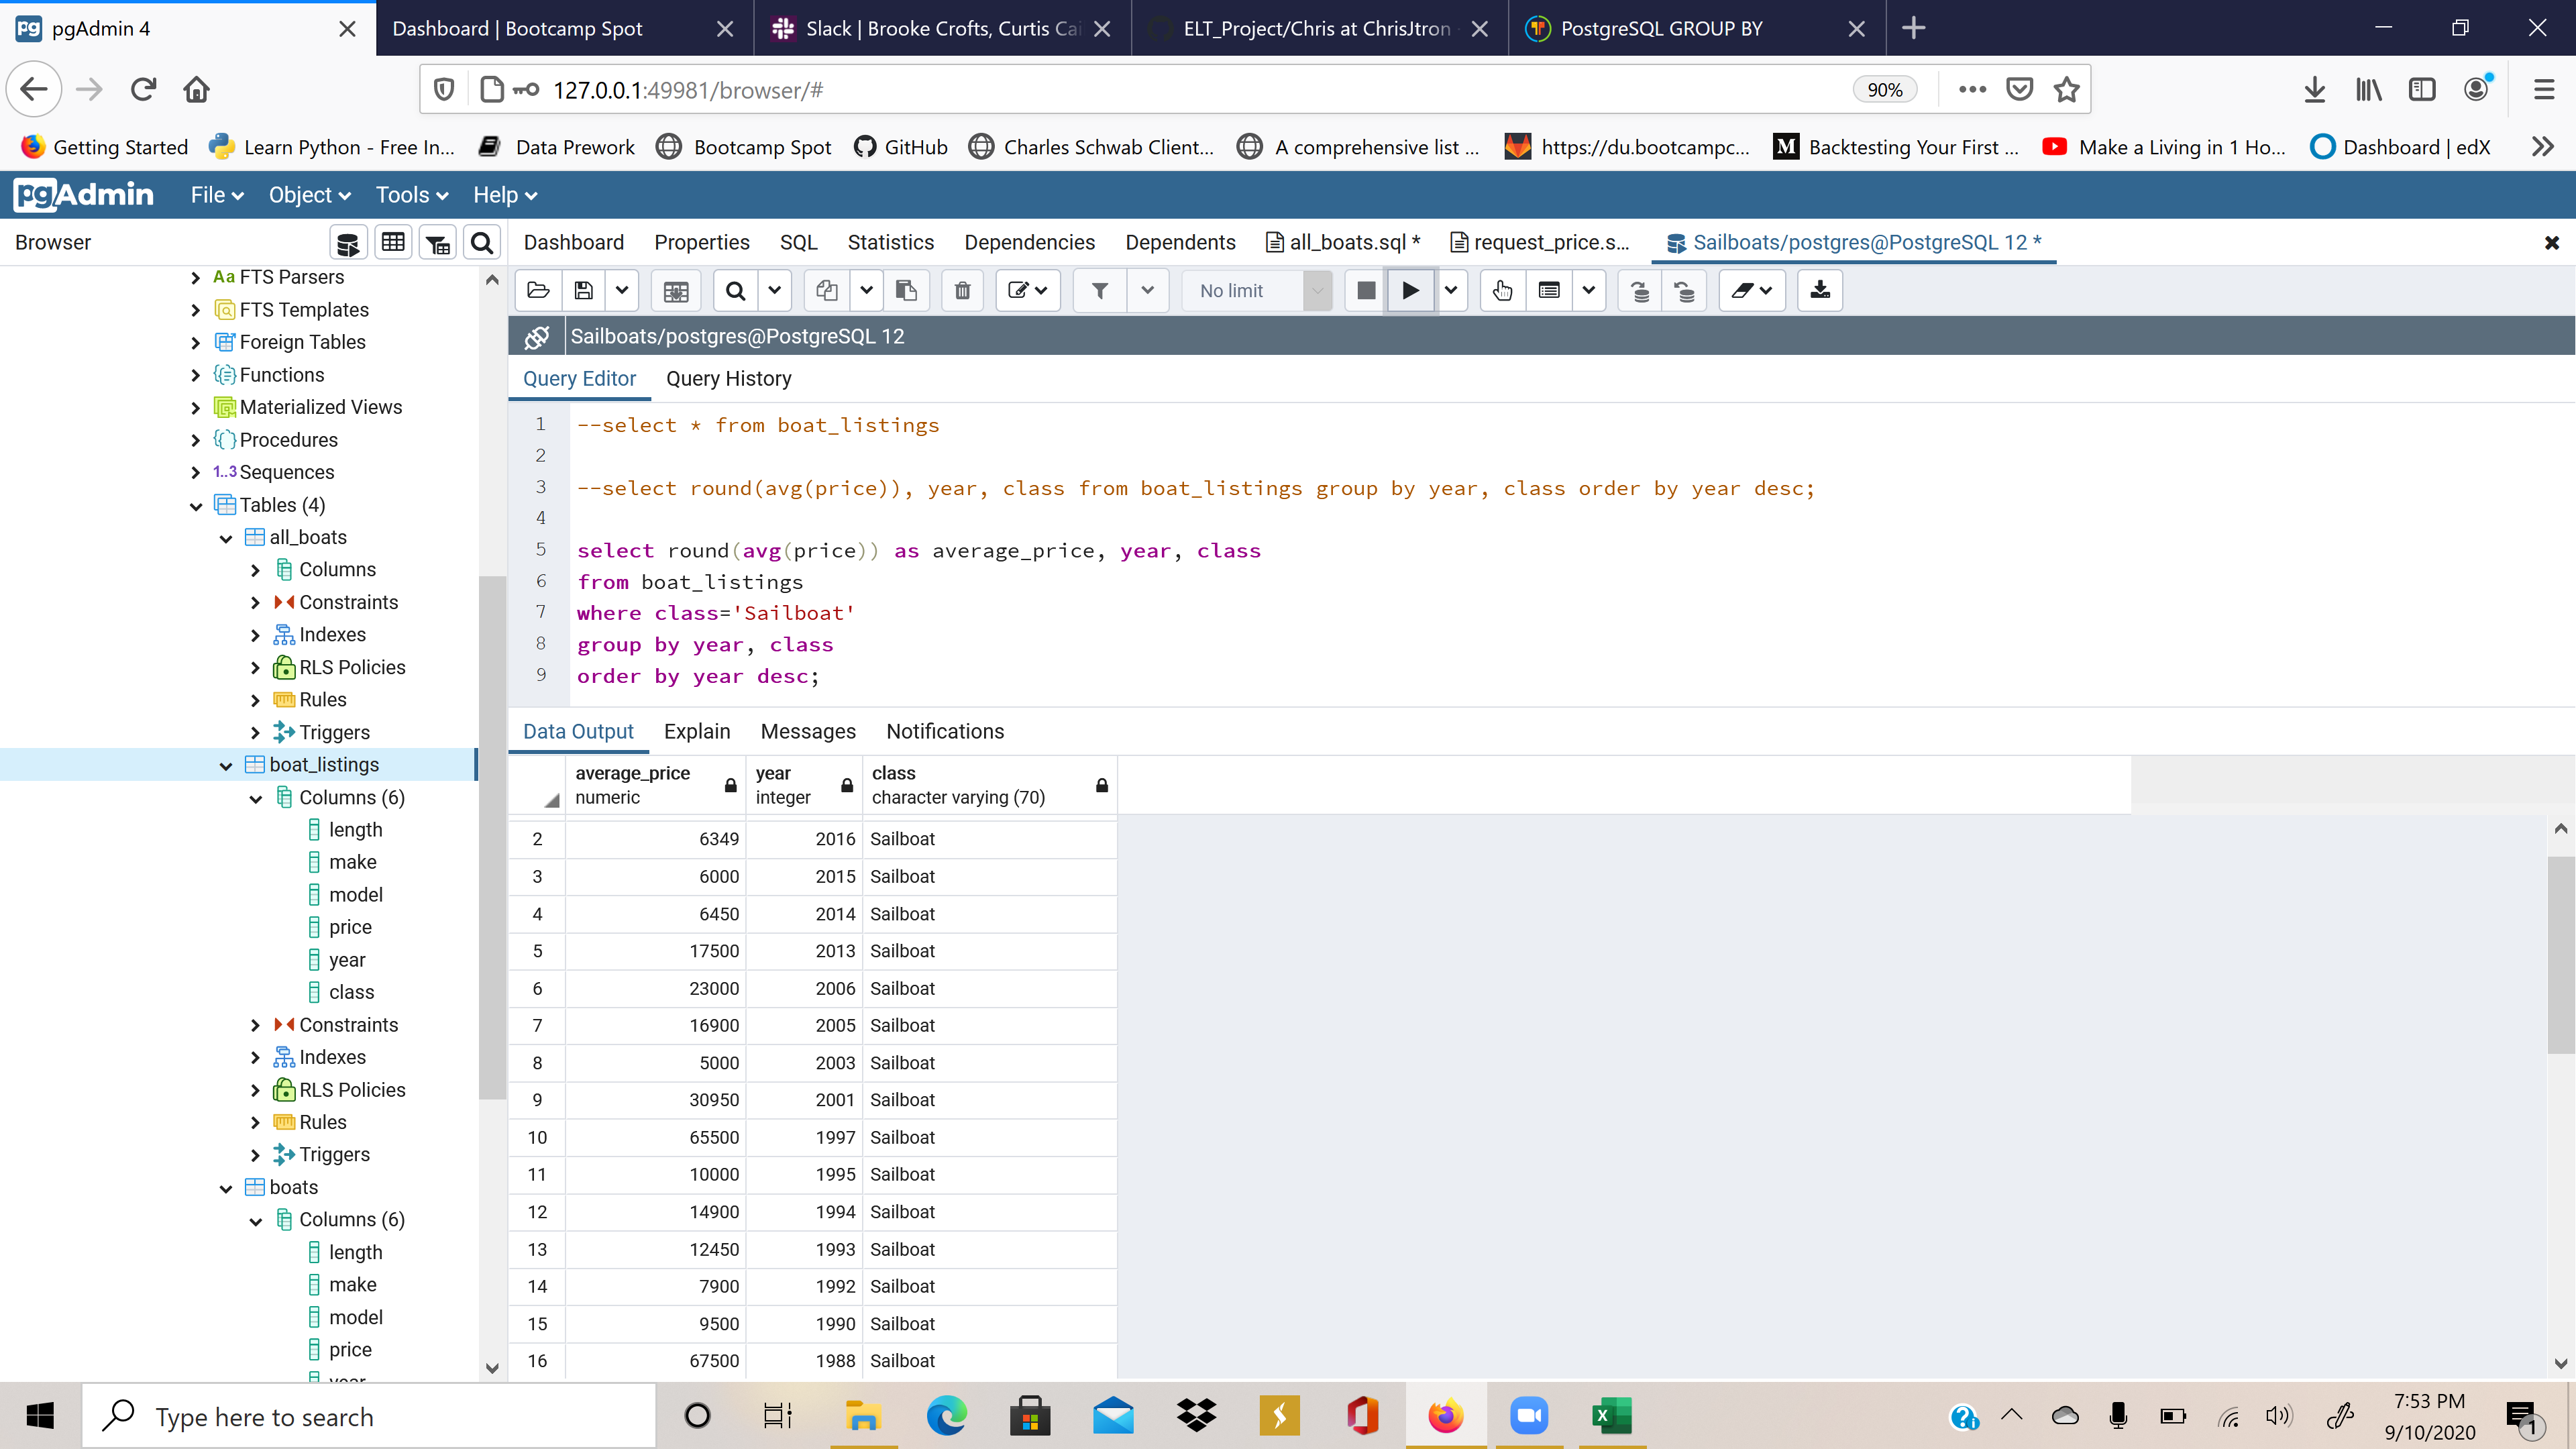 pgAdmin 4
Dashboard | Bootcamp Spot
Slack | Brooke Crofts, Curtis Cai
ELT_Project/Chris at ChrisJtron
PostgreSQL GROUP BY
127.0.0.1:49981/browser/#
90%
Getting Started
Learn Python - Free In...
Data Prework
Bootcamp Spot
GitHub
Charles Schwab Client...
A comprehensive list ...
https://du.bootcampc...
Backtesting Your First ...
Make a Living in 1 Ho...
Dashboard | edX
pgAdmin
File
Object
Tools
Help
Browser
Dashboard
Properties
SQL
Statistics
Dependencies
Dependents
all_boats.sql *
request_price.s...
Sailboats/postgres@PostgreSQL 12 *
No limit
Sailboats/postgres@PostgreSQL 12
Query Editor
Query History
Aa FTS Parsers
FTS Templates
Foreign Tables
Functions
Materialized Views
Procedures
1..3 Sequences
Tables (4)
all_boats
Columns
Constraints
Indexes
RLS Policies
Rules
Triggers
boat_listings
Columns (6)
length
make
model
price
year
class
Constraints
Indexes
RLS Policies
Rules
Triggers
boats
Columns (6)
length
make
model
price
year
1 --select * from boat_listings
2
3 --select round(avg(price)), year, class from boat_listings group by year, class order by year desc;
4
5 select round(avg(price)) as average_price, year, class
6 from boat_listings
7 where class='Sailboat'
8 group by year, class
9 order by year desc;
Data Output
Explain
Messages
Notifications
average_price numeric
year integer
class character varying (70)
2 6349 2016 Sailboat
3 6000 2015 Sailboat
4 6450 2014 Sailboat
5 17500 2013 Sailboat
6 23000 2006 Sailboat
7 16900 2005 Sailboat
8 5000 2003 Sailboat
9 30950 2001 Sailboat
10 65500 1997 Sailboat
11 10000 1995 Sailboat
12 14900 1994 Sailboat
13 12450 1993 Sailboat
14 7900 1992 Sailboat
15 9500 1990 Sailboat
16 67500 1988 Sailboat
Type here to search
7:53 PM
9/10/2020
1